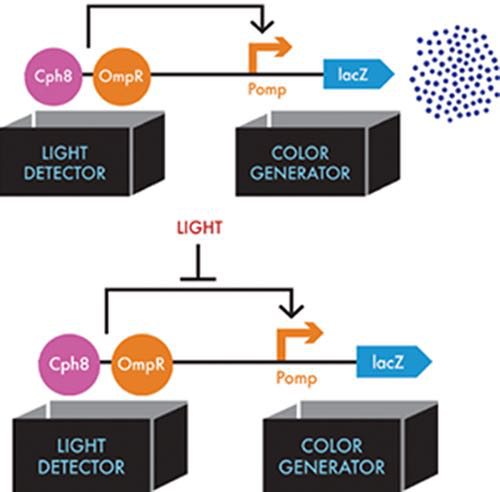 Cph8
OmpR
Pomp
lacZ
LIGHT
DETECTOR
COLOR
GENERATOR
LIGHT
Cph8
OmpR
Pomp
lacZ
LIGHT
DETECTOR
COLOR
GENERATOR